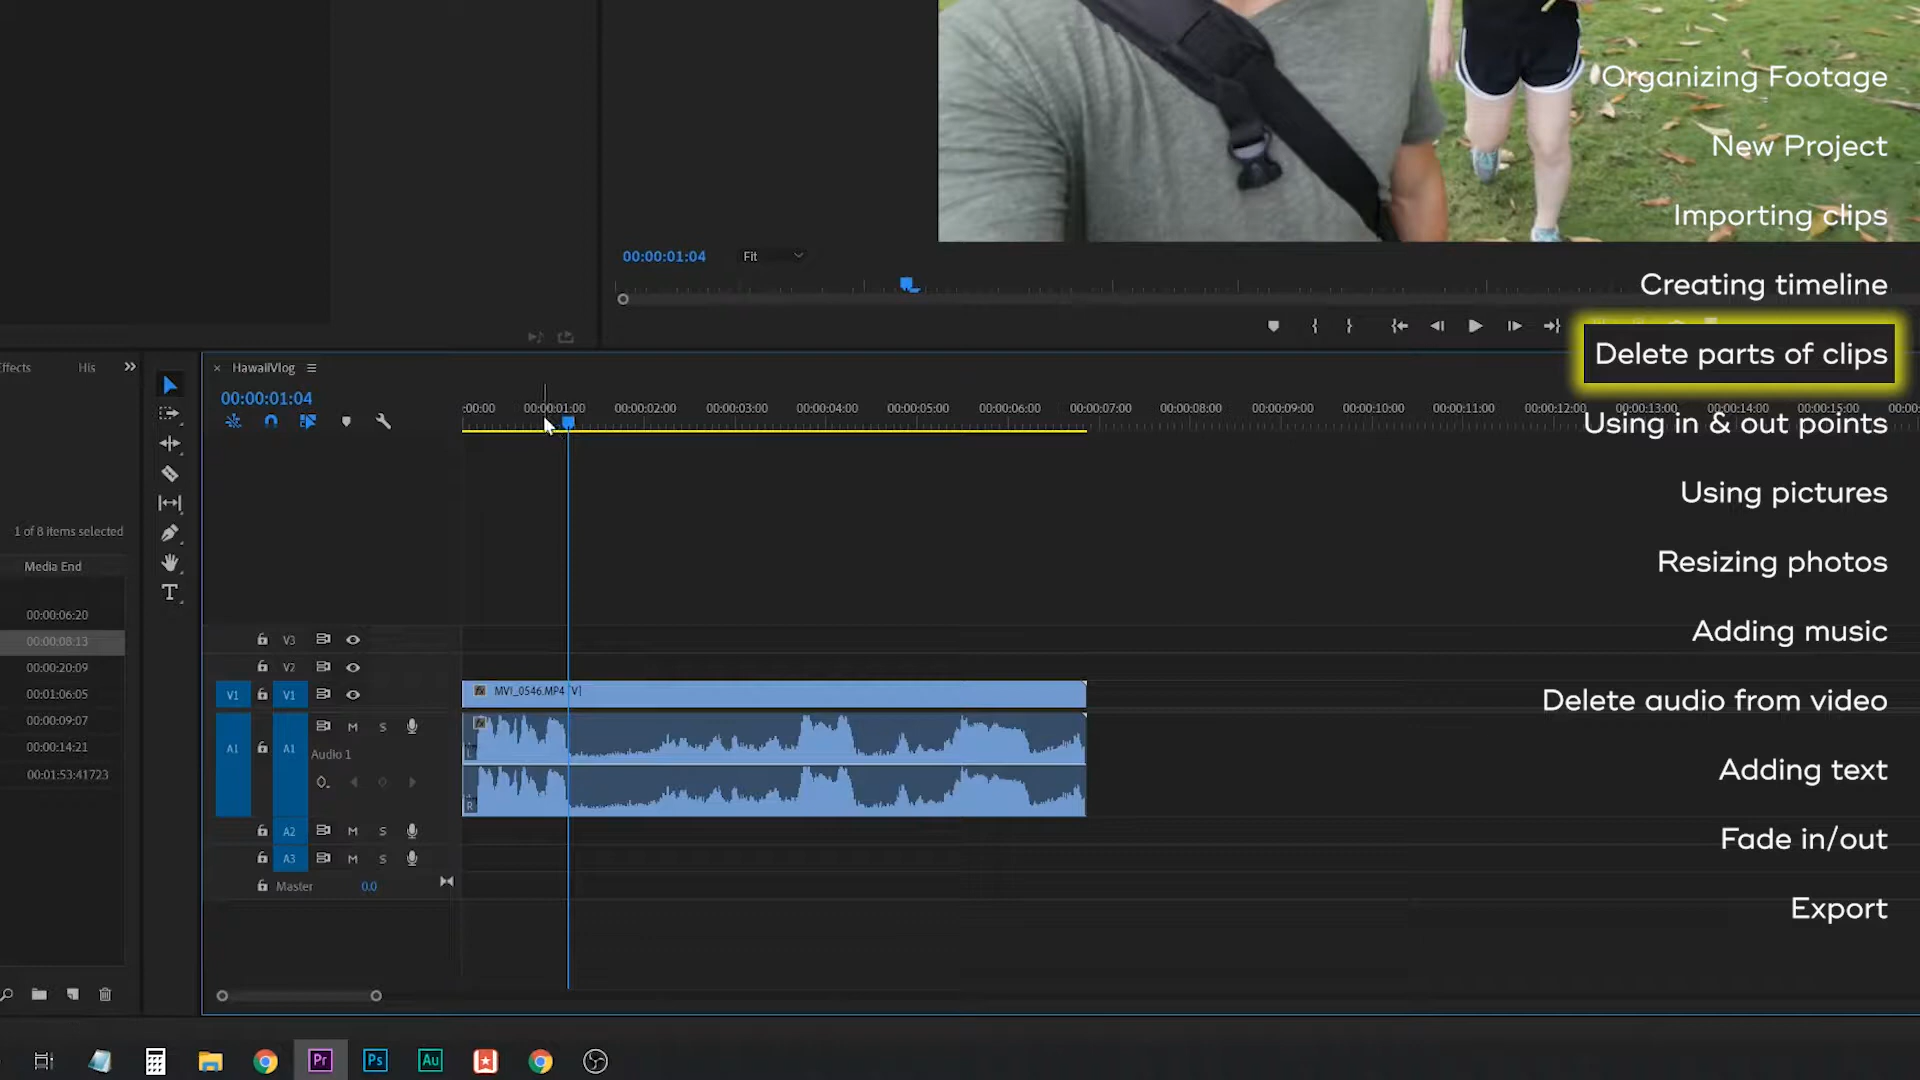 Organizing Footage
New Project
Importing clips
00:00:01:04
Fit
Creating timeline
Delete parts of clips
Effects
His
HawaiiVlog
00:00:01:04
:00:00 00:00:01:00 00:00:02:00 00:00:03:00 00:00:04:00 00:00:05:00 00:00:06:00 00:00:07:00 00:00:08:00 00:00:09:00 00:00:10:00 00:00:11:00 00:00:12:00 00:00:13:00 00:00:14:00 00:00:15:00 00:00
Using in & out points
Using pictures
1 of 8 items selected
Media End
Resizing photos
00:00:06:20
00:00:08:13
00:00:20:09
00:01:06:05
00:00:09:07
00:00:14:21
00:01:53:41723
V3
Adding music
V2
V1 V1 MVI_0546.MP4 [V]
Delete audio from video
M S
A1 A1
Audio 1
L
R
Adding text
A2 M S
Fade in/out
A3 M S
Master 0.0
Export
T
Pr Ps Au